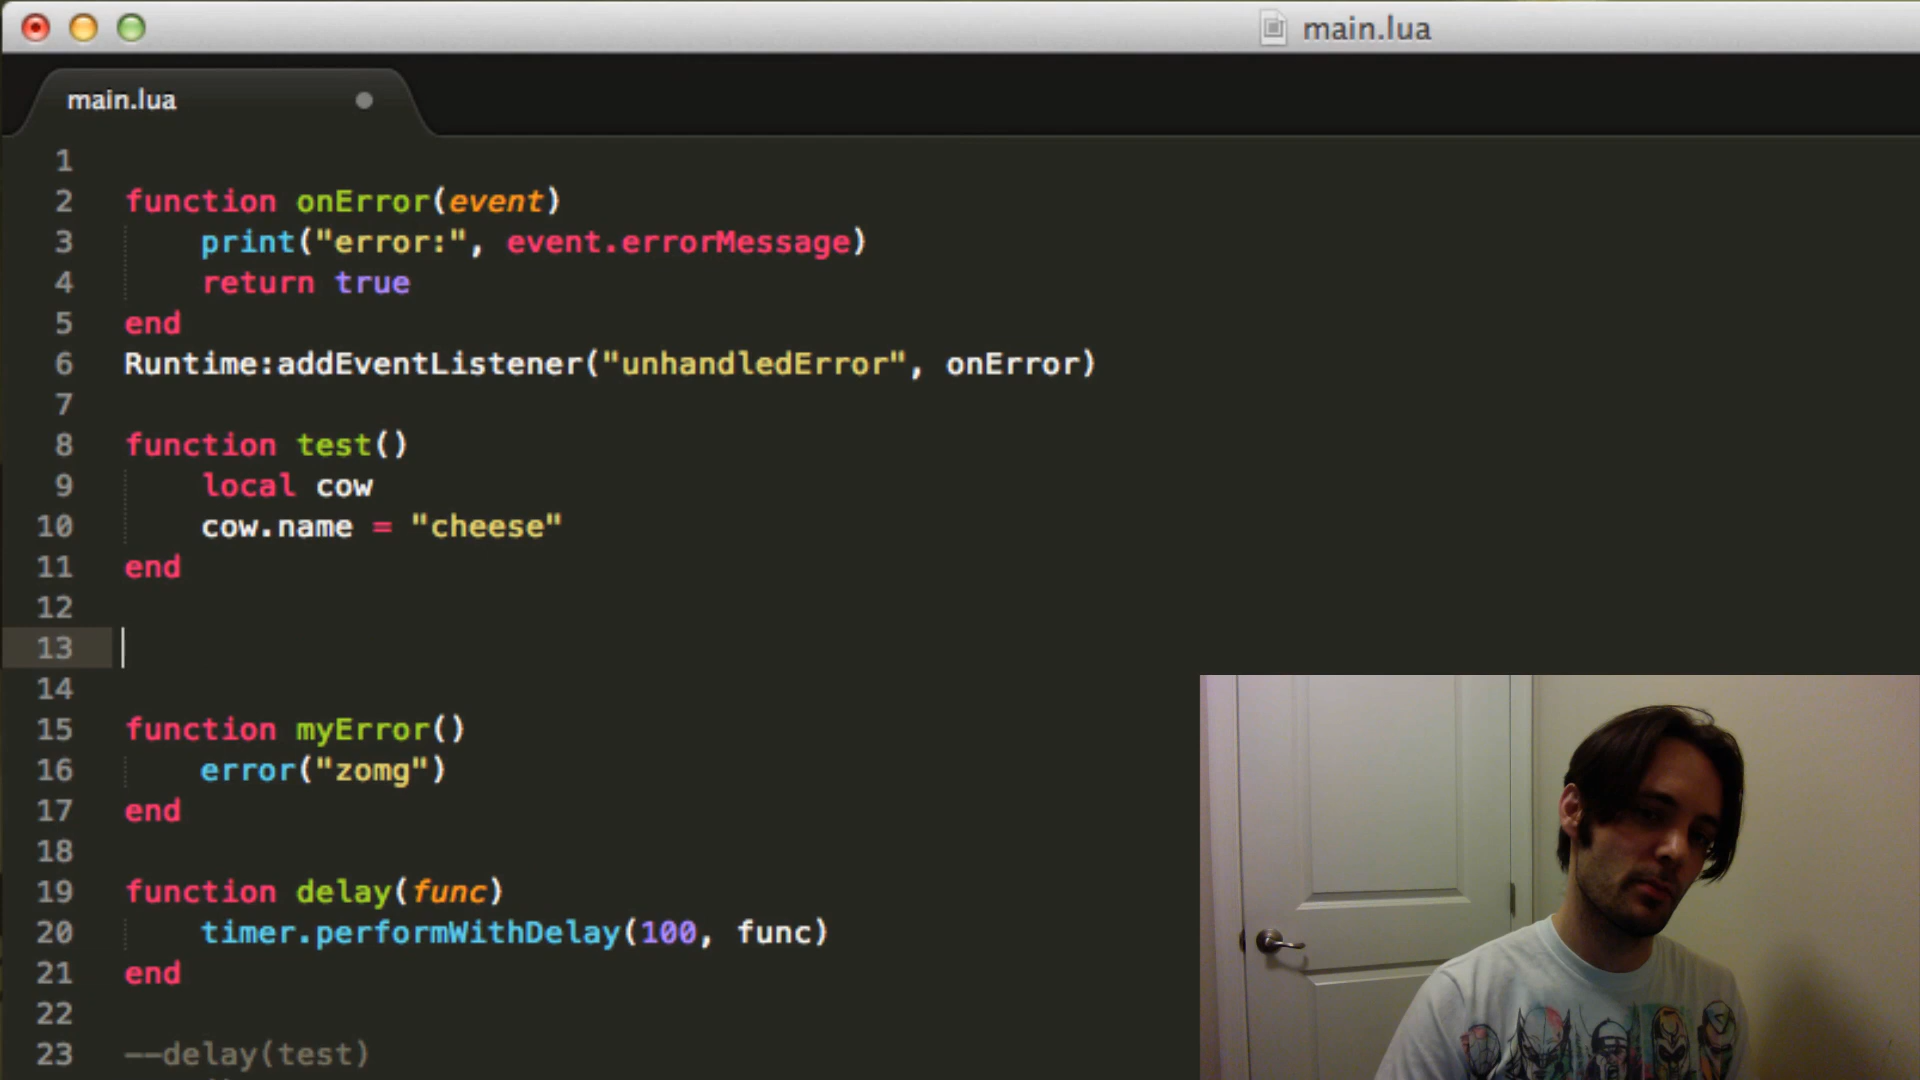 main.lua
main.lua
1
2 function onError(event)
3 print("error:", event.errorMessage)
4 return true
5 end
6 Runtime:addEventListener("unhandledError", onError)
7
8 function test()
9 local cow
10 cow.name = "cheese"
11 end
12
13
14
15 function myError()
16 error("zomg")
17 end
18
19 function delay(func)
20 timer.performWithDelay(100, func)
21 end
22
23 --delay(test)